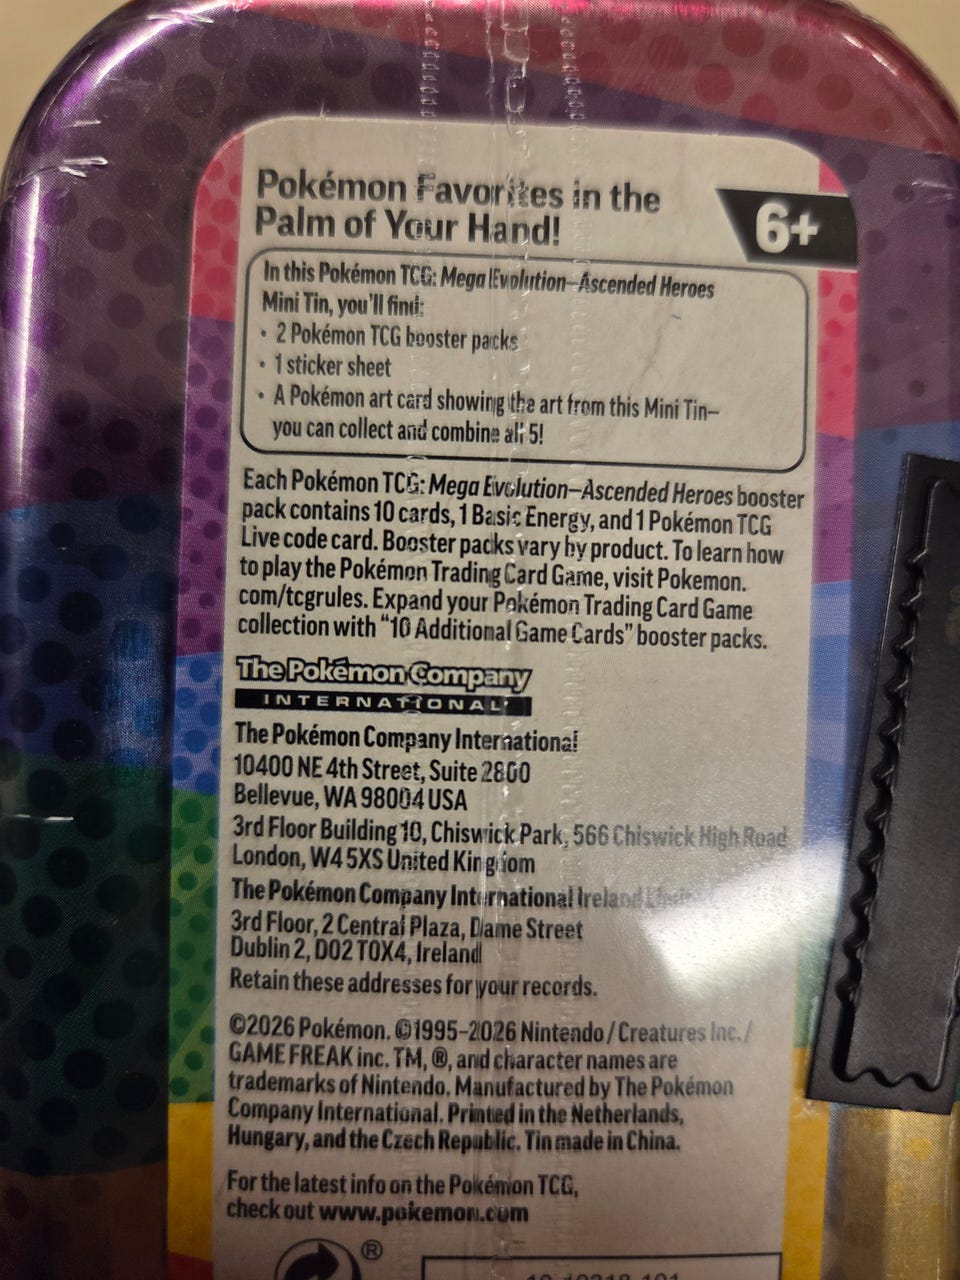 Pokémon Favorites in the
Palm of Your Hand!
6+
In this Pokémon TCG: Mega Evolution—Ascended Heroes
Mini Tin, you'll find:
• 2 Pokémon TCG booster packs
• 1 sticker sheet
• A Pokémon art card showing the art from this Mini Tin—
you can collect and combine all 5!
Each Pokémon TCG: Mega Evolution—Ascended Heroes booster
pack contains 10 cards, 1 Basic Energy, and 1 Pokémon TCG
Live code card. Booster packs vary by product. To learn how
to play the Pokémon Trading Card Game, visit Pokemon.
com/tcgrules. Expand your Pokémon Trading Card Game
collection with “10 Additional Game Cards” booster packs.
The Pokémon Company
INTERNATIONAL
The Pokémon Company International
10400 NE 4th Street, Suite 2800
Bellevue, WA 98004 USA
3rd Floor Building 10, Chiswick Park, 566 Chiswick High Road
London, W4 5XS United Kingdom
The Pokémon Company International Ireland
3rd Floor, 2 Central Plaza, Dame Street
Dublin 2, D02 T0X4, Ireland
Retain these addresses for your records.
©2026 Pokémon. ©1995–2026 Nintendo / Creatures Inc. /
GAME FREAK inc. TM, ®, and character names are
trademarks of Nintendo. Manufactured by The Pokémon
Company International. Printed in the Netherlands,
Hungary, and the Czech Republic. Tin made in China.
For the latest info on the Pokémon TCG,
check out www.pokemon.com
®